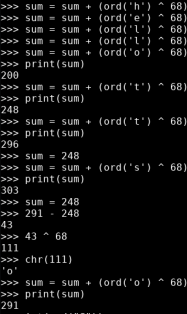 >>> sum = sum + (ord('h') ^ 68)
>>> sum = sum + (ord('e') ^ 68)
>>> sum = sum + (ord('l') ^ 68)
>>> sum = sum + (ord('l') ^ 68)
>>> sum = sum + (ord('o') ^ 68)
>>> print(sum)
200
>>> sum = sum + (ord('t') ^ 68)
>>> print(sum)
248
>>> sum = sum + (ord('t') ^ 68)
>>> print(sum)
296
>>> sum = 248
>>> sum = sum + (ord('s') ^ 68)
>>> print(sum)
303
>>> sum = 248
>>> 291 - 248
43
>>> 43 ^ 68
111
>>> chr(111)
'o'
>>> sum = sum + (ord('o') ^ 68)
>>> print(sum)
291